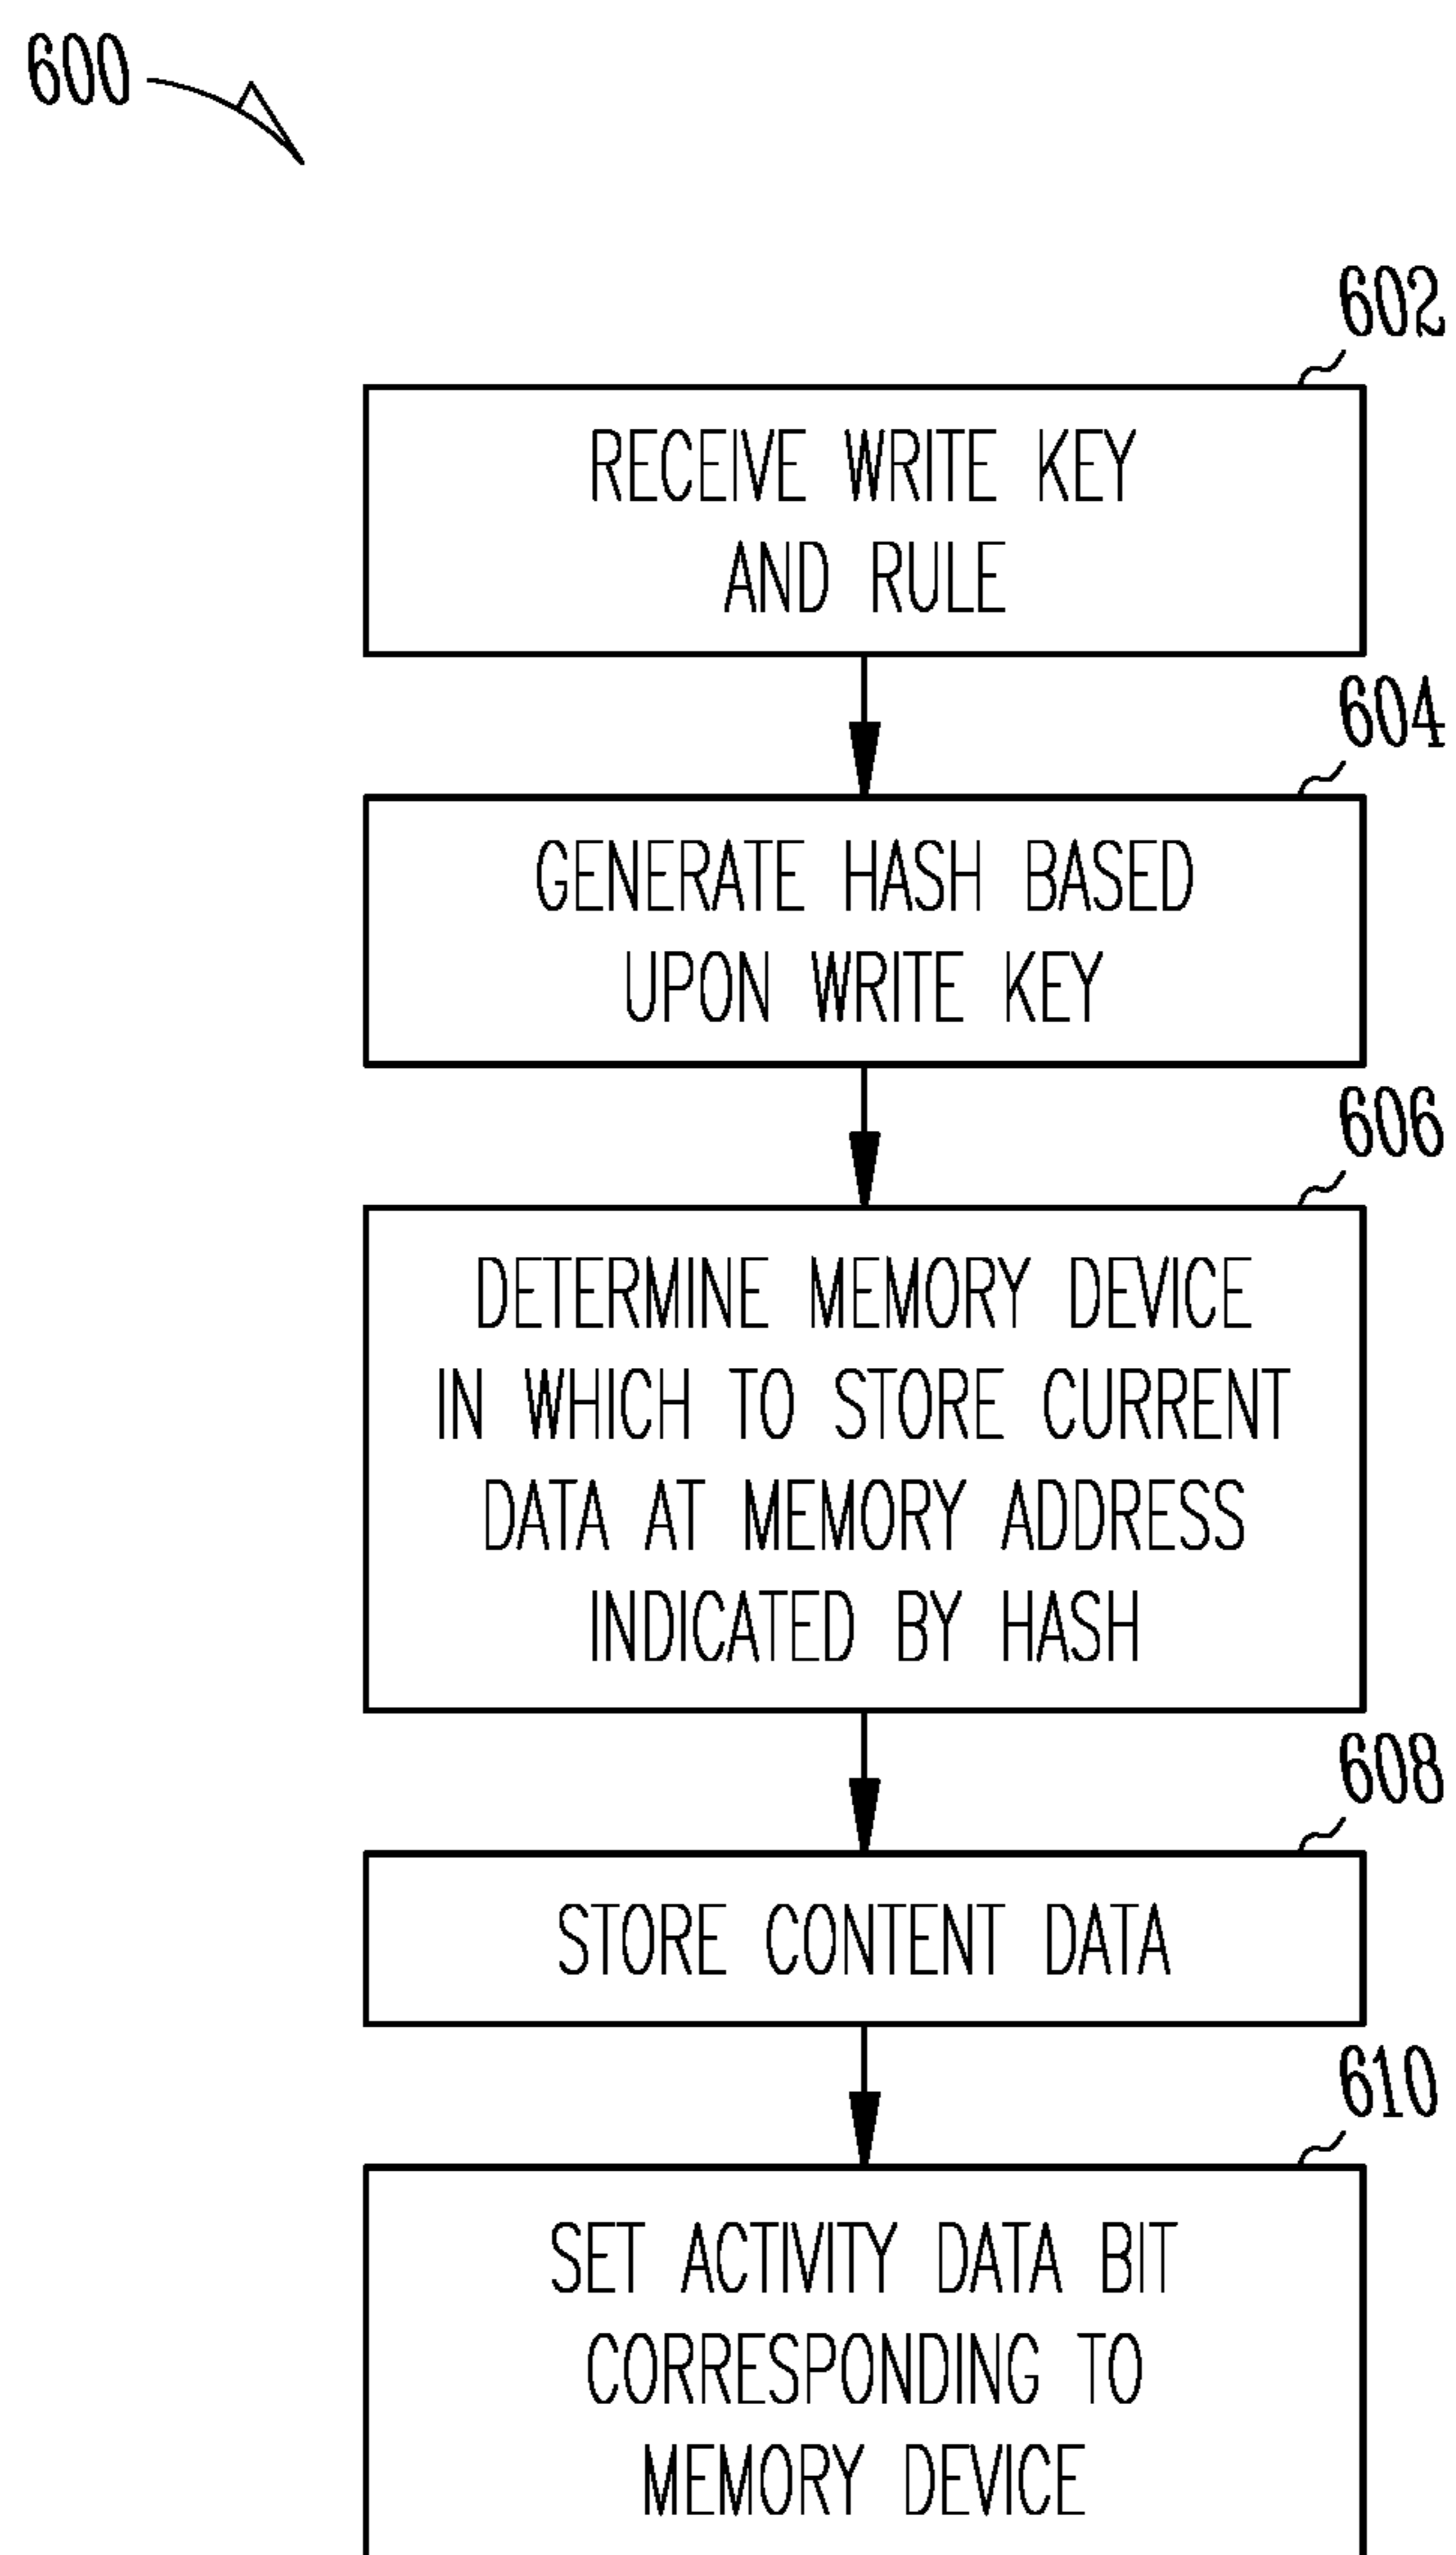 600
602
RECEIVE WRITE KEY
AND RULE
604
GENERATE HASH BASED
UPON WRITE KEY
606
DETERMINE MEMORY DEVICE
IN WHICH TO STORE CURRENT
DATA AT MEMORY ADDRESS
INDICATED BY HASH
608
STORE CONTENT DATA
610
SET ACTIVITY DATA BIT
CORRESPONDING TO
MEMORY DEVICE